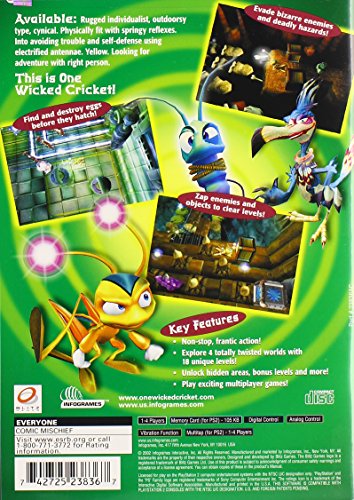 Available: Rugged individualist, outdoorsy
type, cynical. Physically fit with springy reflexes.
Into avoiding trouble and self-defense using
electrified antennae. Yellow. Looking for
adventure with right person.
This is One
Wicked Cricket!
Evade bizarre enemies
and deadly hazards!
Find and destroy eggs
before they hatch!
Zap enemies and
objects to clear levels!
Key Features
• Non-stop, frantic action!
• Explore 4 totally twisted worlds with
18 unique levels!
• Unlock hidden areas, bonus levels and more!
• Play exciting multiplayer games!
INFOGRAMES
www.onewickedcricket.com
www.us.infogrames.com
COMPACT
disc
EVERYONE
COMIC MISCHIEF
Visit www.esrb.org or call
1-800-771-3772 for Rating
Information.
1-4 Players
Memory Card (for PS2) - 105 KB
Digital Control
Analog Control
Vibration Function
Multitap (for PS2) - 1-4 Players
7 42725 23836 7